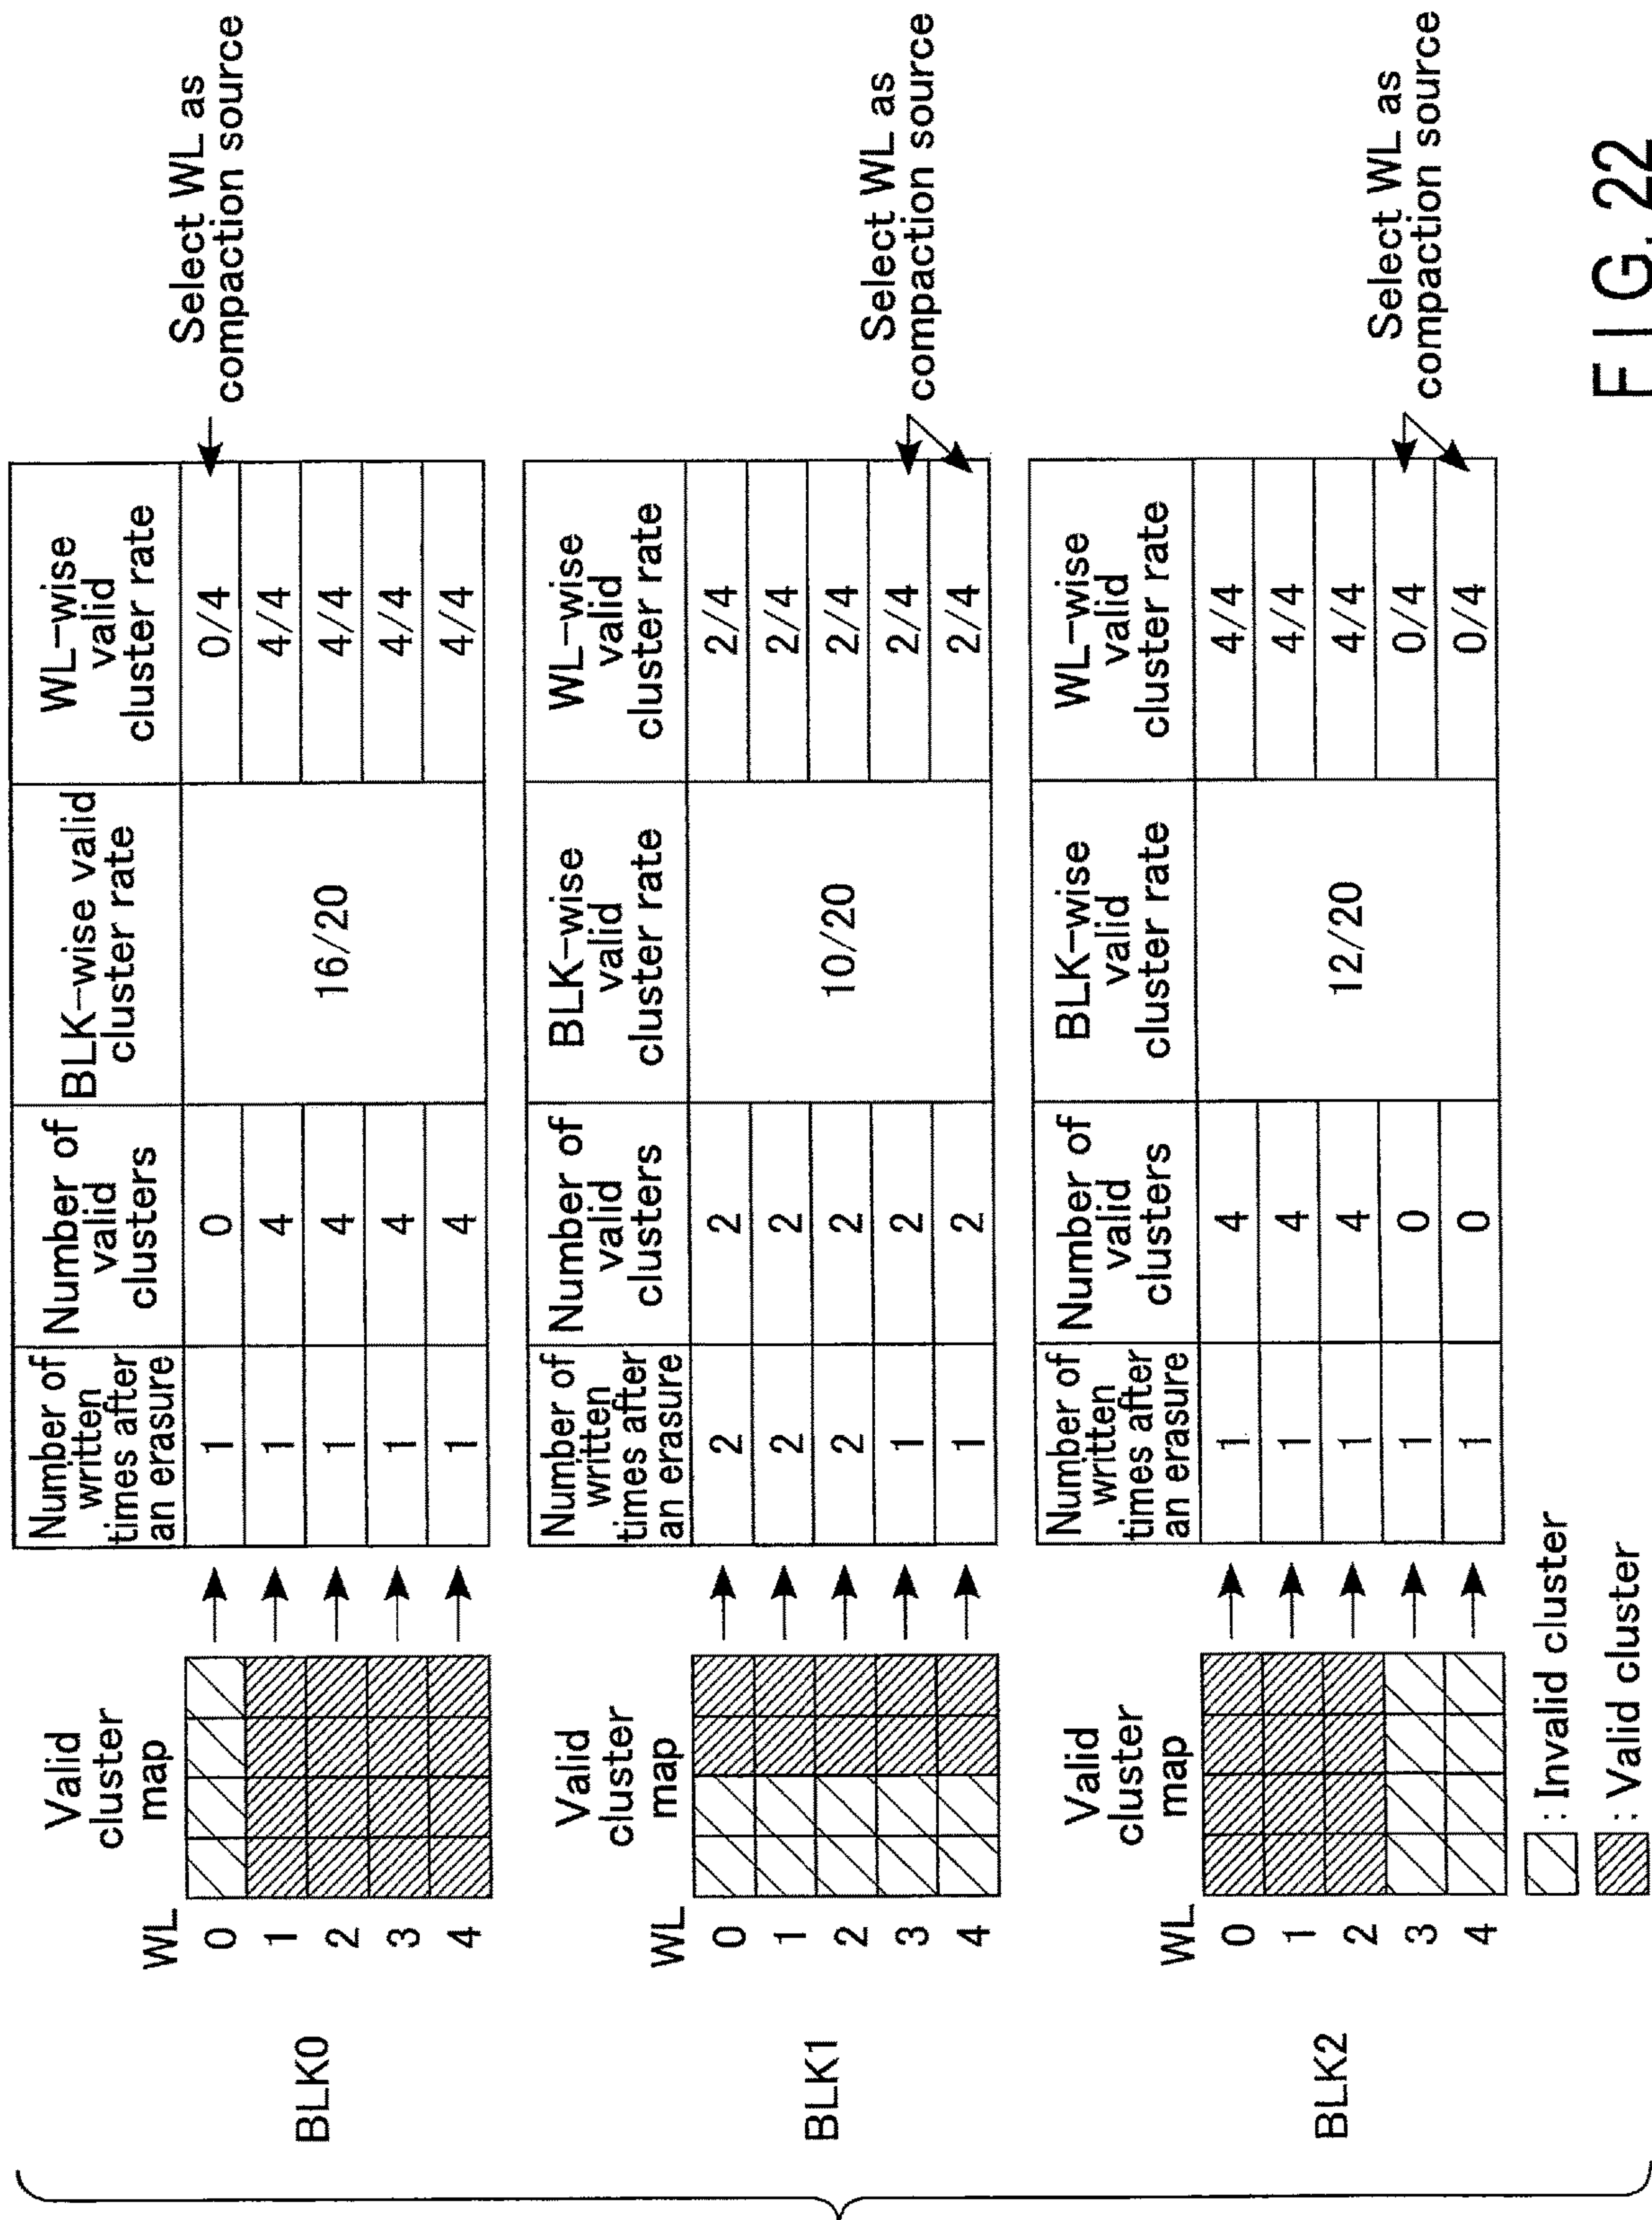 BLK0
WL
0
1
2
3
4
Valid
cluster
map
Number of
written
times after
an erasure
Number of
valid
clusters
BLK-wise valid
cluster rate
WL-wise
valid
cluster rate
1 0 16/20 0/4
1 4 4/4
1 4 4/4
1 4 4/4
1 4 4/4
Select WL as
compaction source
BLK1
WL
0
1
2
3
4
Valid
cluster
map
Number of
written
times after
an erasure
Number of
valid
clusters
BLK-wise
valid
cluster rate
WL-wise
valid
cluster rate
2 2 10/20 2/4
2 2 2/4
2 2 2/4
1 2 2/4
1 2 2/4
Select WL as
compaction source
BLK2
WL
0
1
2
3
4
Valid
cluster
map
Number of
written
times after
an erasure
Number of
valid
clusters
BLK-wise
valid
cluster rate
WL-wise
valid
cluster rate
1 4 12/20 4/4
1 4 4/4
1 4 4/4
1 0 0/4
1 0 0/4
Select WL as
compaction source
: Invalid cluster
: Valid cluster
FIG. 22